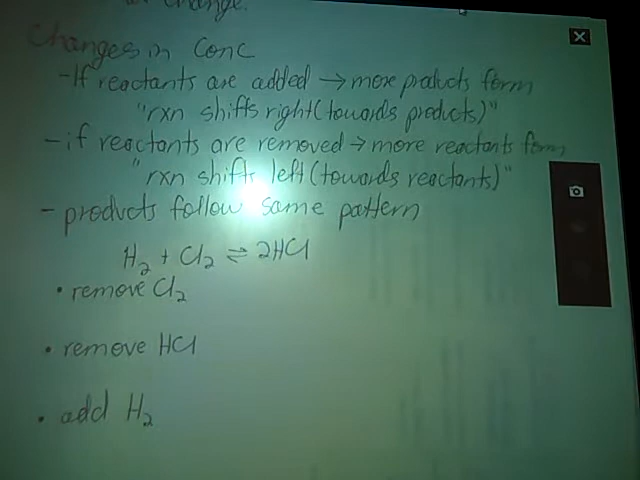 change.
Changes in Conc
-If reactants are added → more products form
"rxn shifts right (towards products)"
- if reactants are removed → more reactants form
"rxn shifts left (towards reactants)"
- products follow same pattern
H₂ + Cl₂ ⇌ 2HCl
• remove Cl₂
• remove HCl
• add H₂